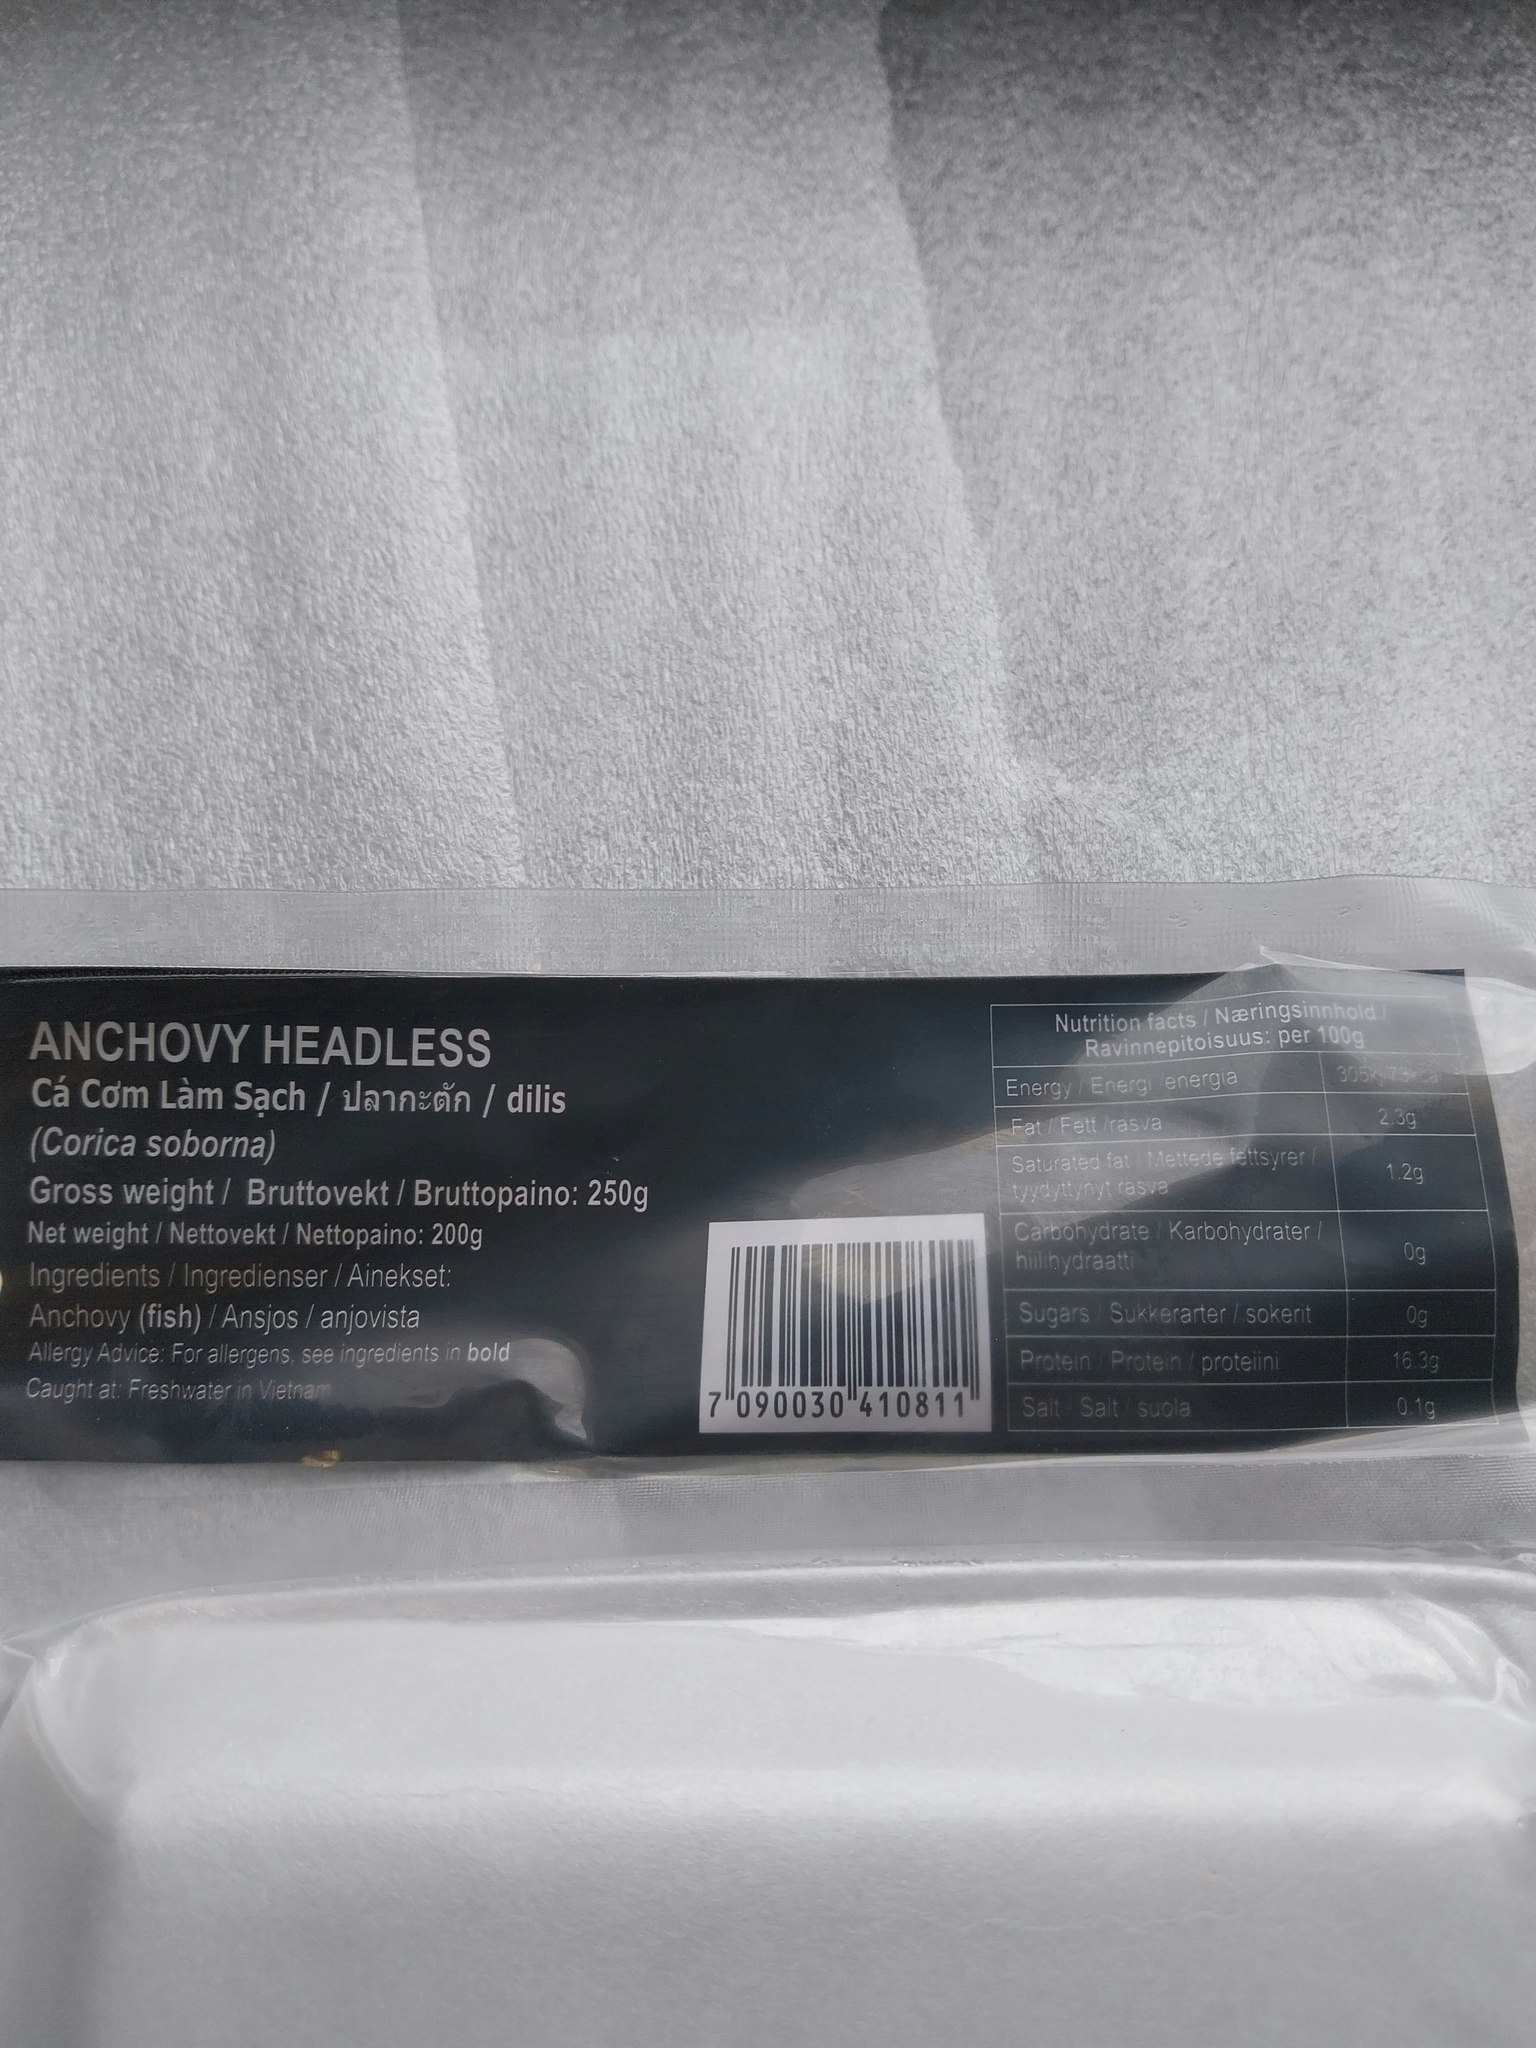 ANCHOVY HEADLESS
Cá Cơm Làm Sạch / ปลากะตัก / dilis
(Corica soborna)
Gross weight / Bruttovekt / Bruttopaino: 250g
Net weight / Nettovekt / Nettopaino: 200g
Ingredients / Ingredienser / Ainekset:
Anchovy (fish) / Ansjos / anjovista
Allergy Advice: For allergens, see ingredients in bold
Caught at: Freshwater in Vietnam
7 090030 410811
Nutrition facts / Næringsinnhold /
Ravinnepitoisuus: per 100g
Energy / Energi /energia
Fat / Fett /rasva 2.3g
Saturated fat / Mettede fettsyrer /
tyydyttynyt rasva 1.2g
Carbohydrate / Karbohydrater /
hiilihydraatti 0g
Sugars / Sukkerarter / sokerit 0g
Protein / Protein / proteiini 16.3g
Salt / Salt / suola 0.1g